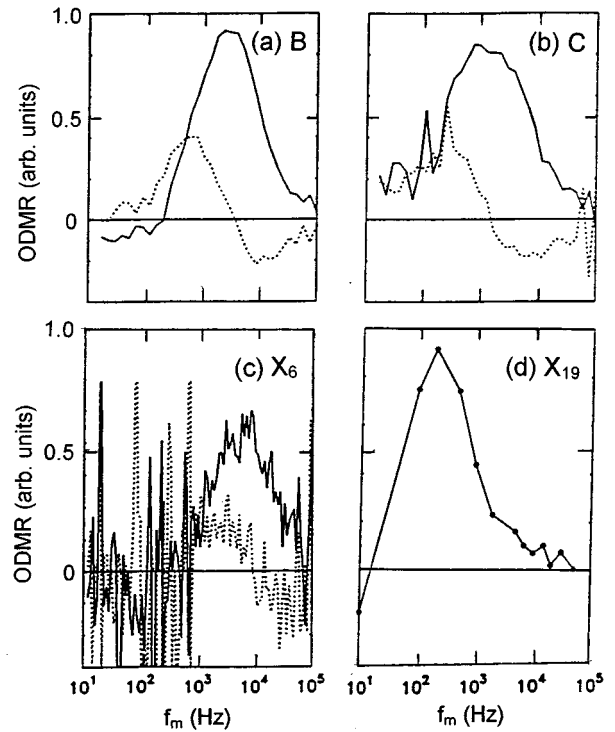 1.0
0.5
0
ODMR (arb. units)
(a) B
(b) C
1.0
0.5
0
ODMR (arb. units)
(c) X6
(d) X19
10^1 10^2 10^3 10^4 10^5
10^1 10^2 10^3 10^4 10^5
f_m (Hz)
f_m (Hz)